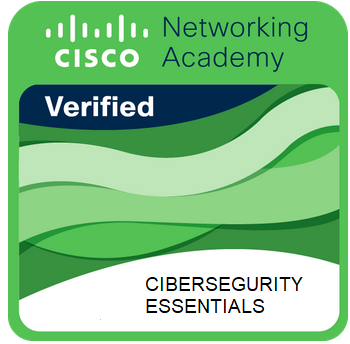 CISCO
Networking
Academy
Verified
CIBERSEGURITY
ESSENTIALS